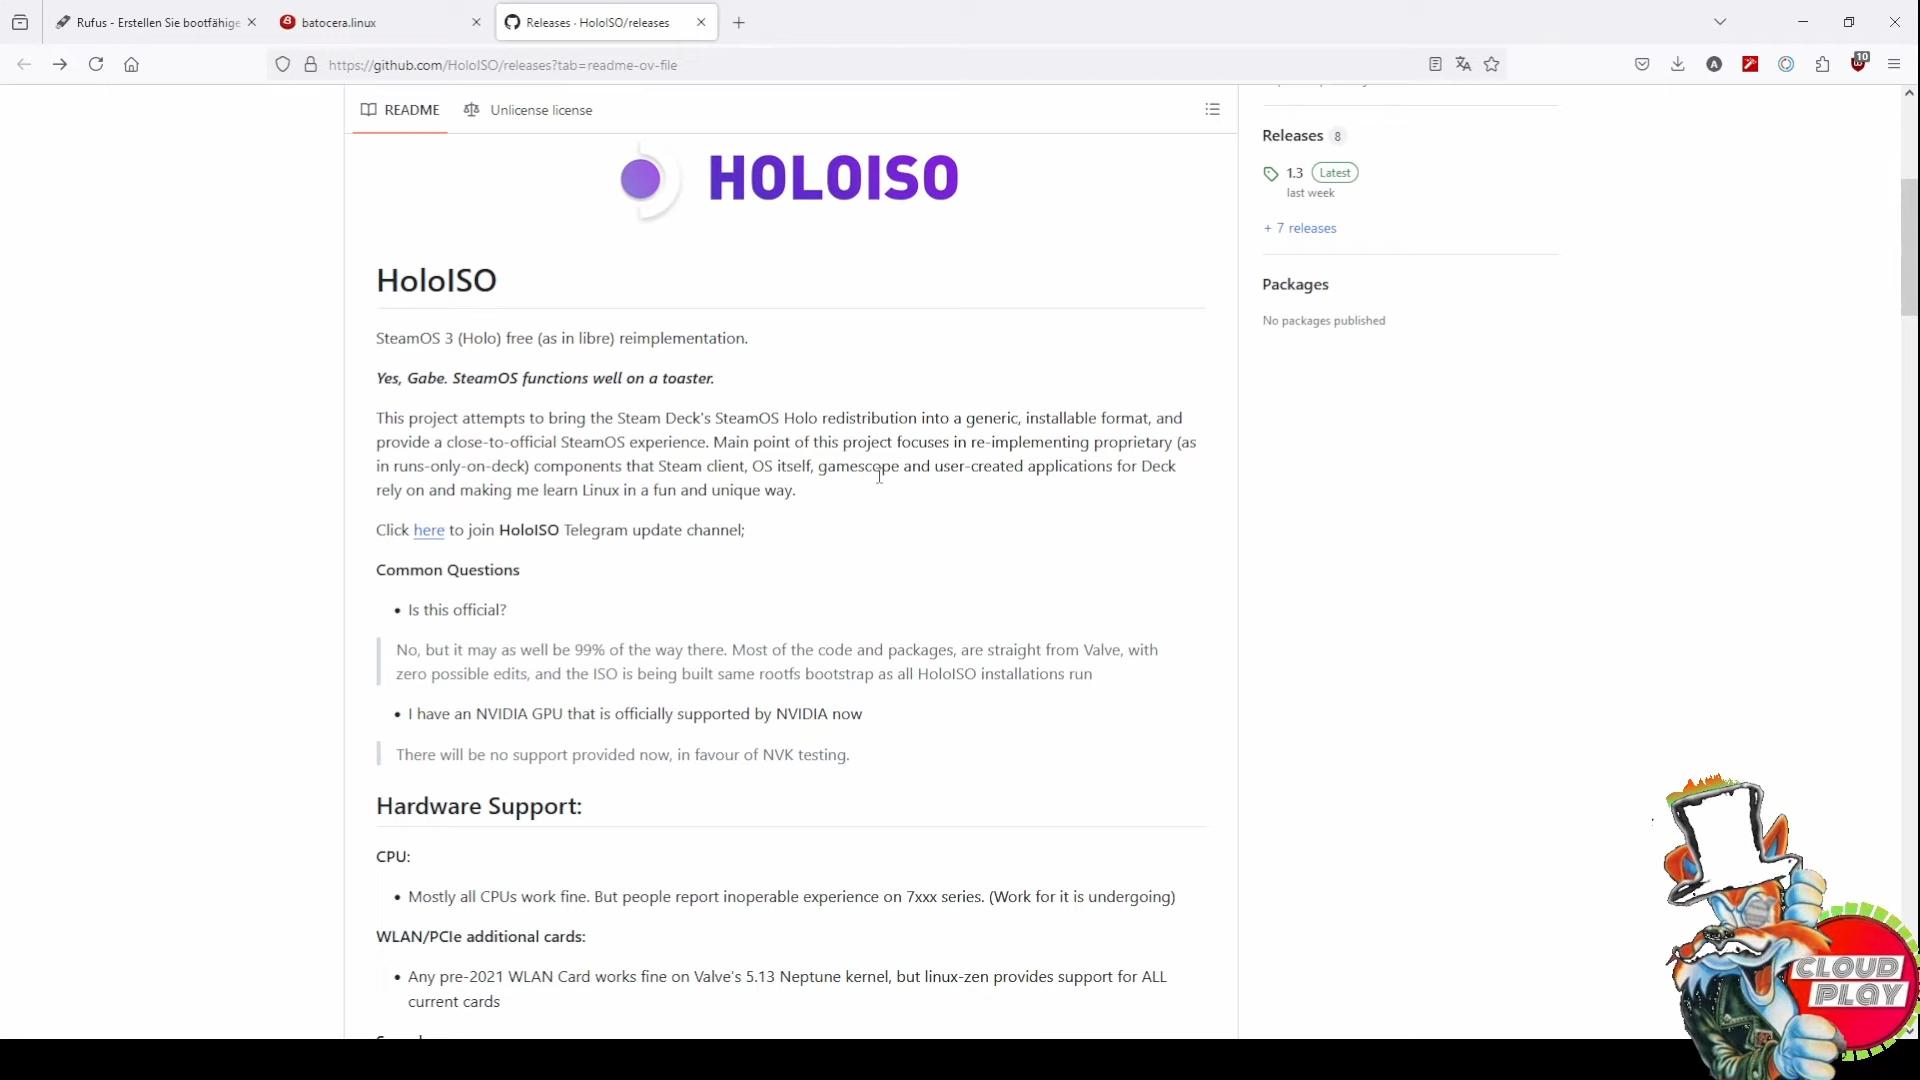 Rufus - Erstellen Sie bootfähige
batocera.linux
Releases · HoloISO/releases
https://github.com/HoloISO/releases?tab=readme-ov-file
10
README
Unlicense license
HOLOISO
HoloISO
SteamOS 3 (Holo) free (as in libre) reimplementation.
Yes, Gabe. SteamOS functions well on a toaster.
This project attempts to bring the Steam Deck's SteamOS Holo redistribution into a generic, installable format, and
provide a close-to-official SteamOS experience. Main point of this project focuses in re-implementing proprietary (as
in runs-only-on-deck) components that Steam client, OS itself, gamescope and user-created applications for Deck
rely on and making me learn Linux in a fun and unique way.
Click here to join HoloISO Telegram update channel;
Common Questions
• Is this official?
No, but it may as well be 99% of the way there. Most of the code and packages, are straight from Valve, with
zero possible edits, and the ISO is being built same rootfs bootstrap as all HoloISO installations run
• I have an NVIDIA GPU that is officially supported by NVIDIA now
There will be no support provided now, in favour of NVK testing.
Hardware Support:
CPU:
• Mostly all CPUs work fine. But people report inoperable experience on 7xxx series. (Work for it is undergoing)
WLAN/PCIe additional cards:
• Any pre-2021 WLAN Card works fine on Valve's 5.13 Neptune kernel, but linux-zen provides support for ALL
current cards
Releases 8
1.3 Latest
last week
+ 7 releases
Packages
No packages published
CLOUD
PLAY